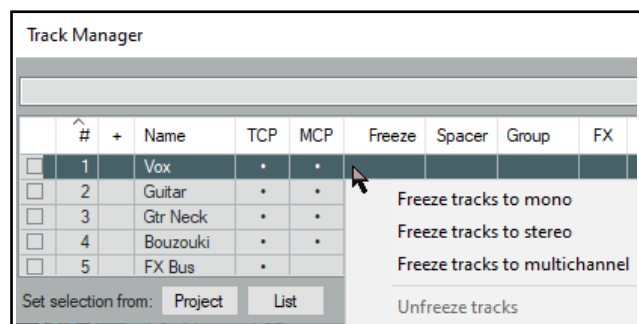 Track Manager
# + Name TCP MCP Freeze Spacer Group FX
1 Vox • •
2 Guitar • •
3 Gtr Neck • •
4 Bouzouki • •
5 FX Bus •
Freeze tracks to mono
Freeze tracks to stereo
Freeze tracks to multichannel
Unfreeze tracks
Set selection from: Project List